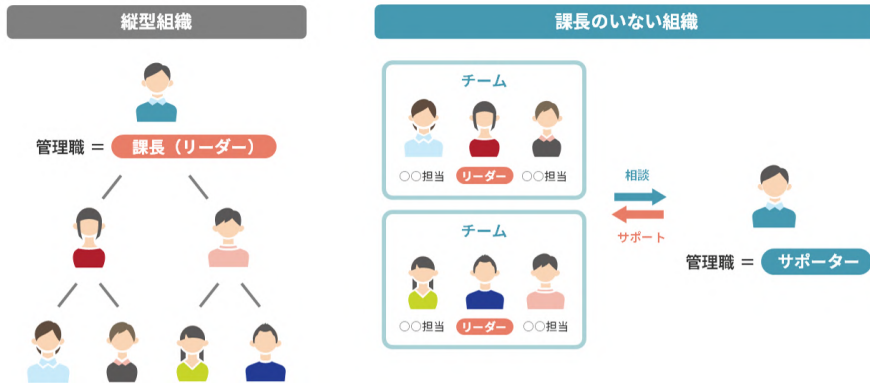 縦型組織
管理職 = 課長（リーダー）
課長のいない組織
チーム
○○担当 リーダー ○○担当
チーム
○○担当 リーダー ○○担当
相談
サポート
管理職 = サポーター